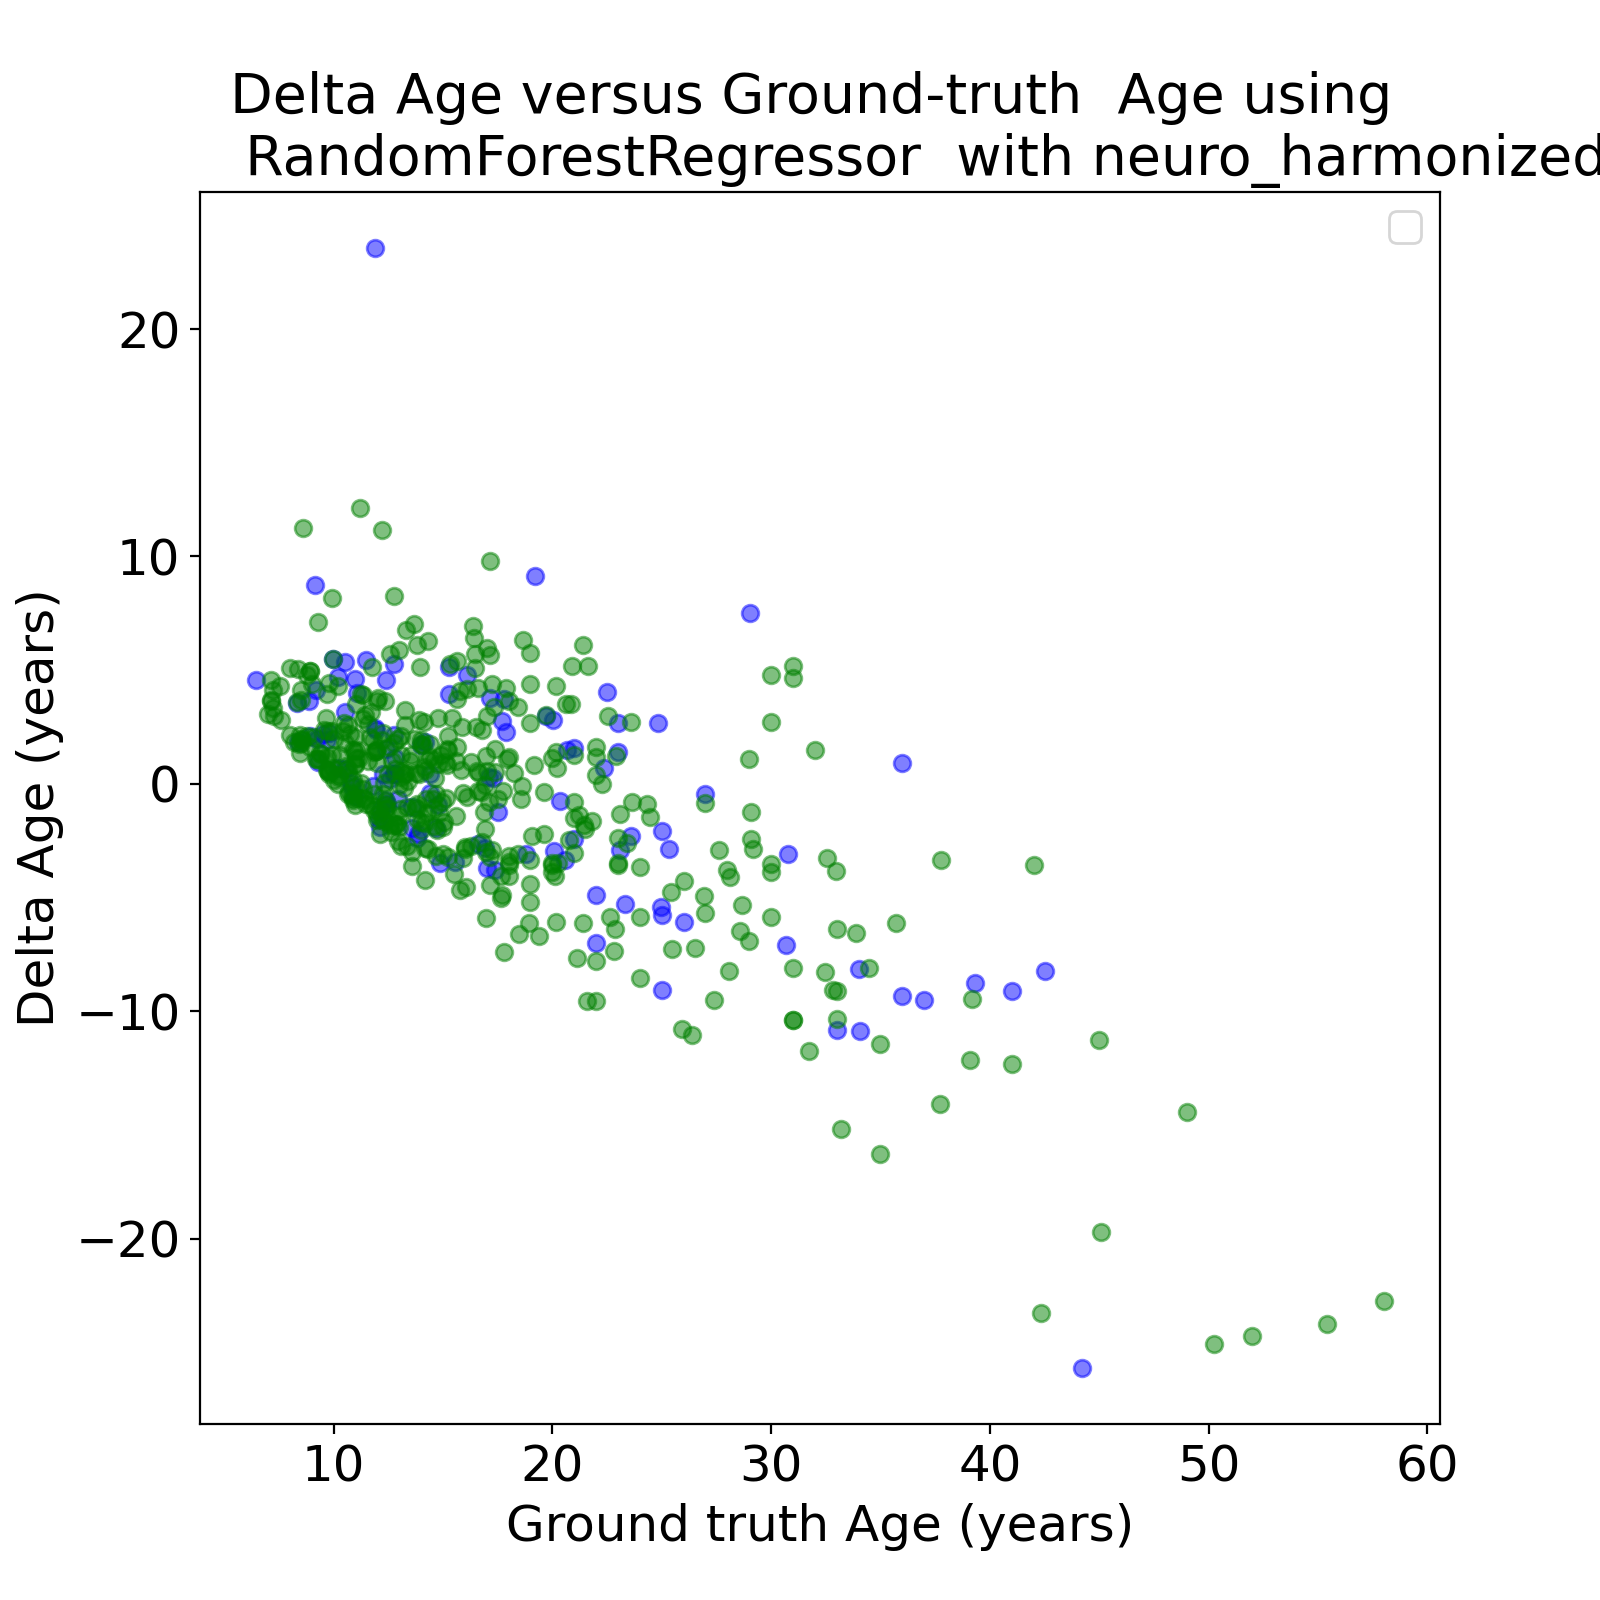 Delta Age versus Ground-truth  Age using
RandomForestRegressor  with neuro_harmonized
20
10
0
−10
−20
Delta Age (years)
10 20 30 40 50 60
Ground truth Age (years)